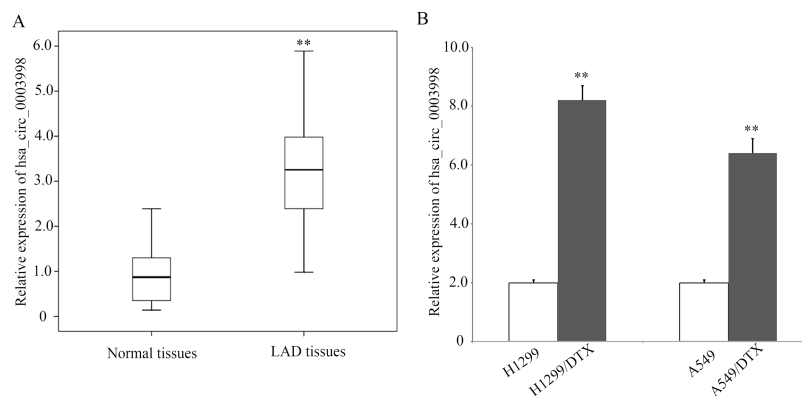 A
Relative expression of hsa_circ_0003998
6.0
5.0
4.0
3.0
2.0
1.0
0
**
Normal tissues
LAD tissues
B
Relative expression of hsa_circ_0003998
10.0
8.0
6.0
4.0
2.0
0
**
**
H1299
H1299/DTX
A549
A549/DTX